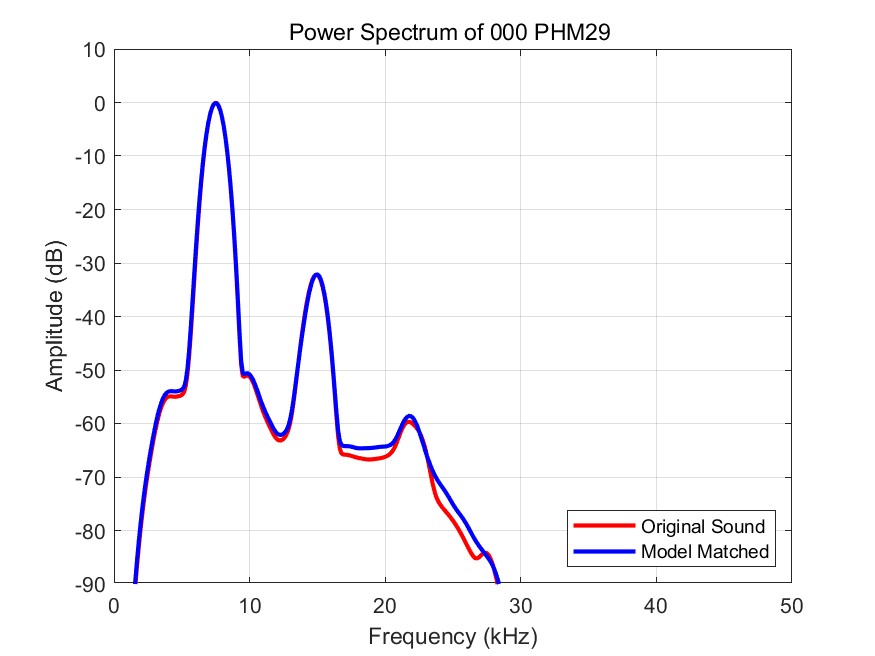 Power Spectrum of 000 PHM29
10
0
-10
-20
-30
-40
-50
-60
-70
-80
-90
Amplitude (dB)
Original Sound
Model Matched
0 10 20 30 40 50
Frequency (kHz)